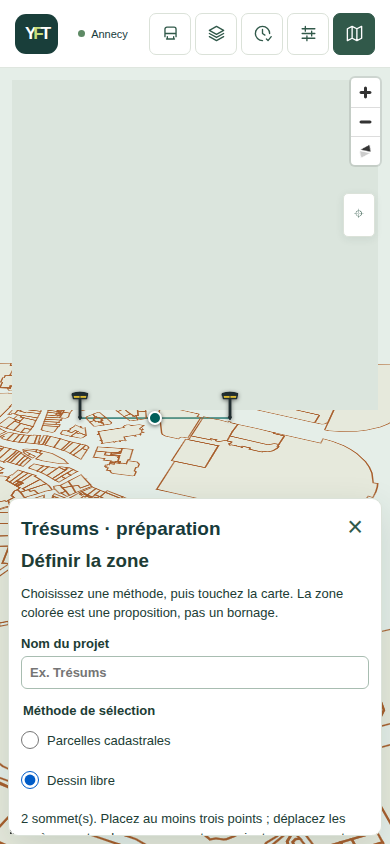 YFT
Annecy
Trésums · préparation
Définir la zone
Choisissez une méthode, puis touchez la carte. La zone
colorée est une proposition, pas un bornage.
Nom du projet
Ex. Trésums
Méthode de sélection
Parcelles cadastrales
Dessin libre
2 sommet(s). Placez au moins trois points ; déplacez les